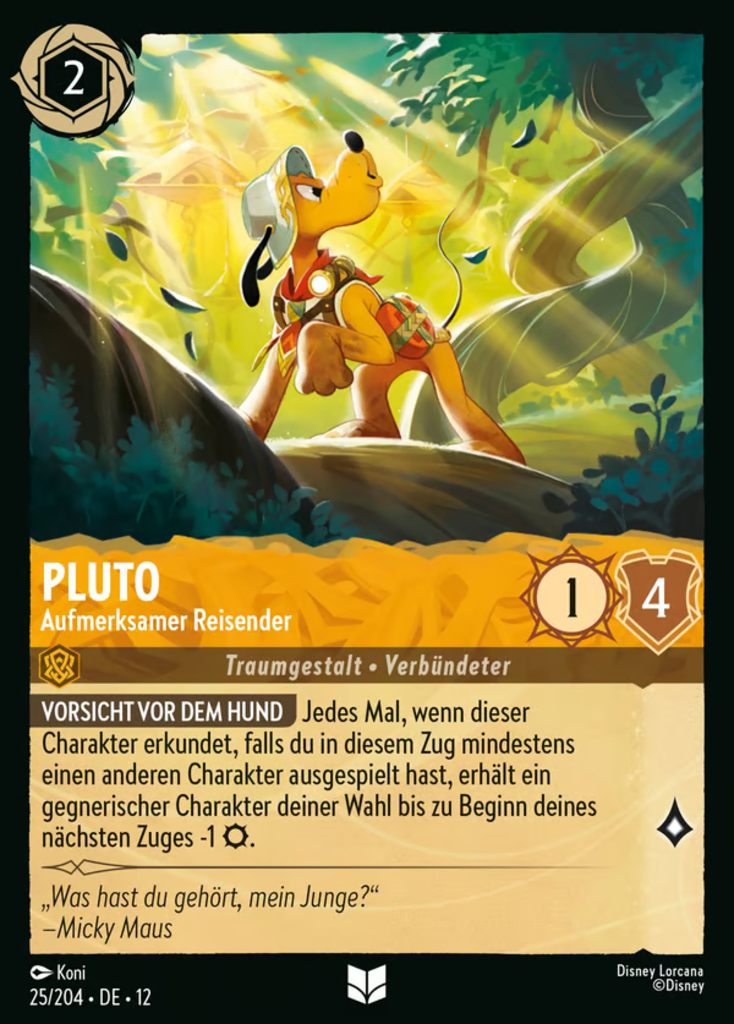 2
PLUTO
Aufmerksamer Reisender
1
4
Traumgestalt • Verbündeter
VORSICHT VOR DEM HUND Jedes Mal, wenn dieser
Charakter erkundet, falls du in diesem Zug mindestens
einen anderen Charakter ausgespielt hast, erhält ein
gegnerischer Charakter deiner Wahl bis zu Beginn deines
nächsten Zuges -1 .
„Was hast du gehört, mein Junge?“
–Micky Maus
Koni
25/204 • DE • 12
Disney Lorcana
©Disney